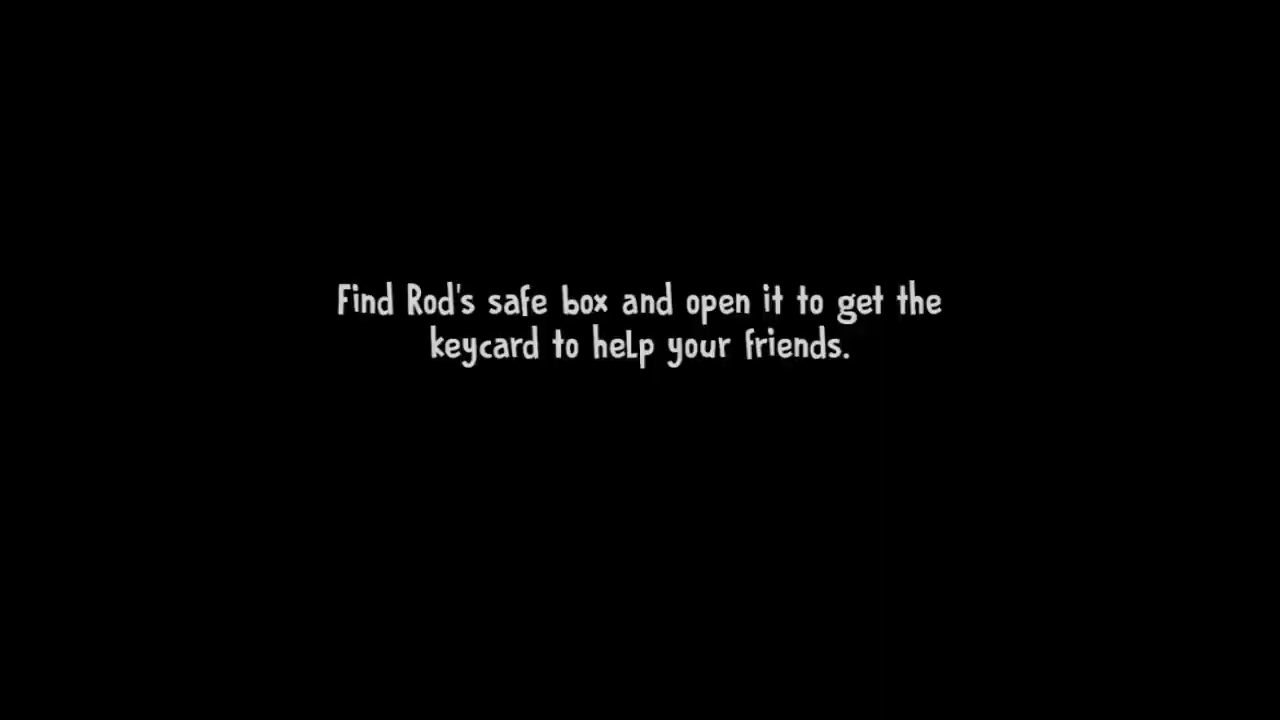 Find Rod's safe box and open it to get the
keycard to help your friends.